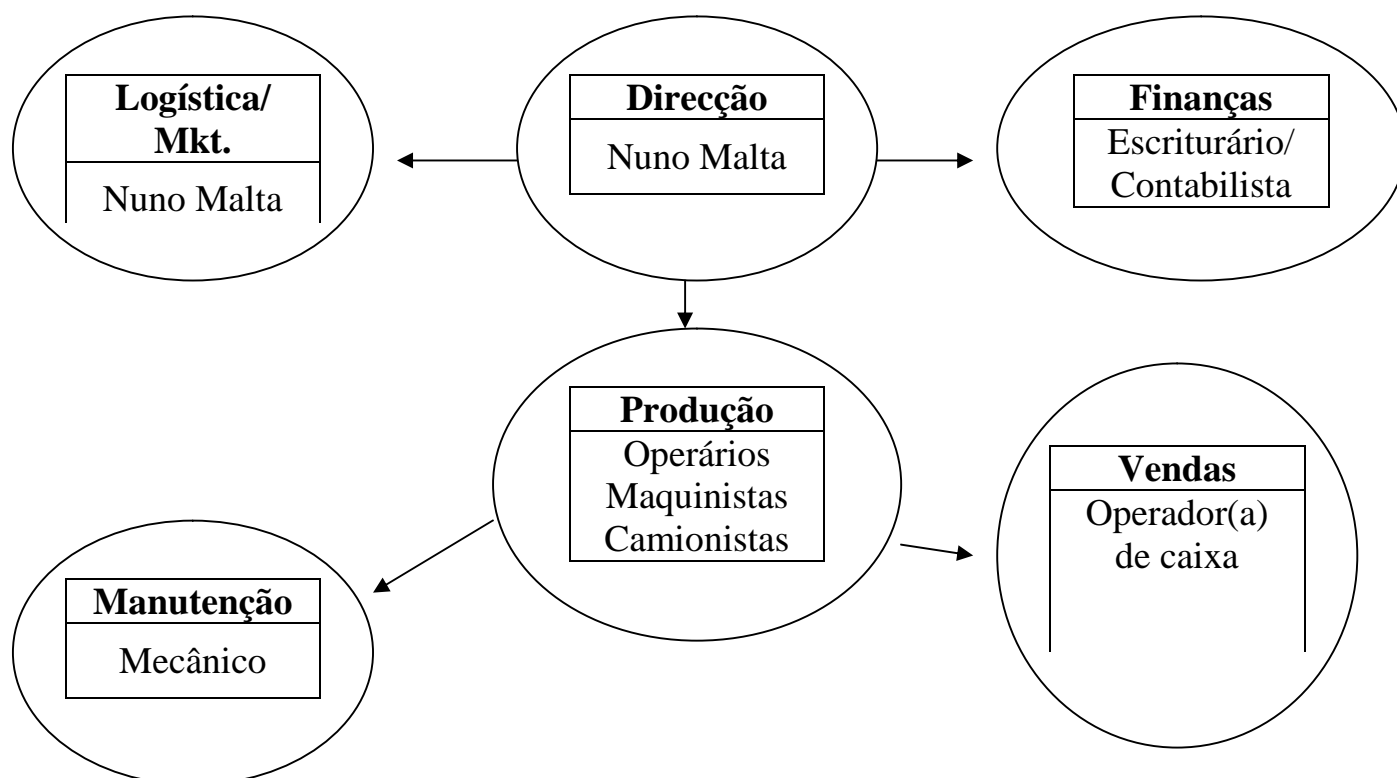 Logística/
Mkt.
Nuno Malta
Direcção
Nuno Malta
Finanças
Escriturário/
Contabilista
Produção
Operários
Maquinistas
Camionistas
Vendas
Operador(a)
de caixa
Manutenção
Mecânico